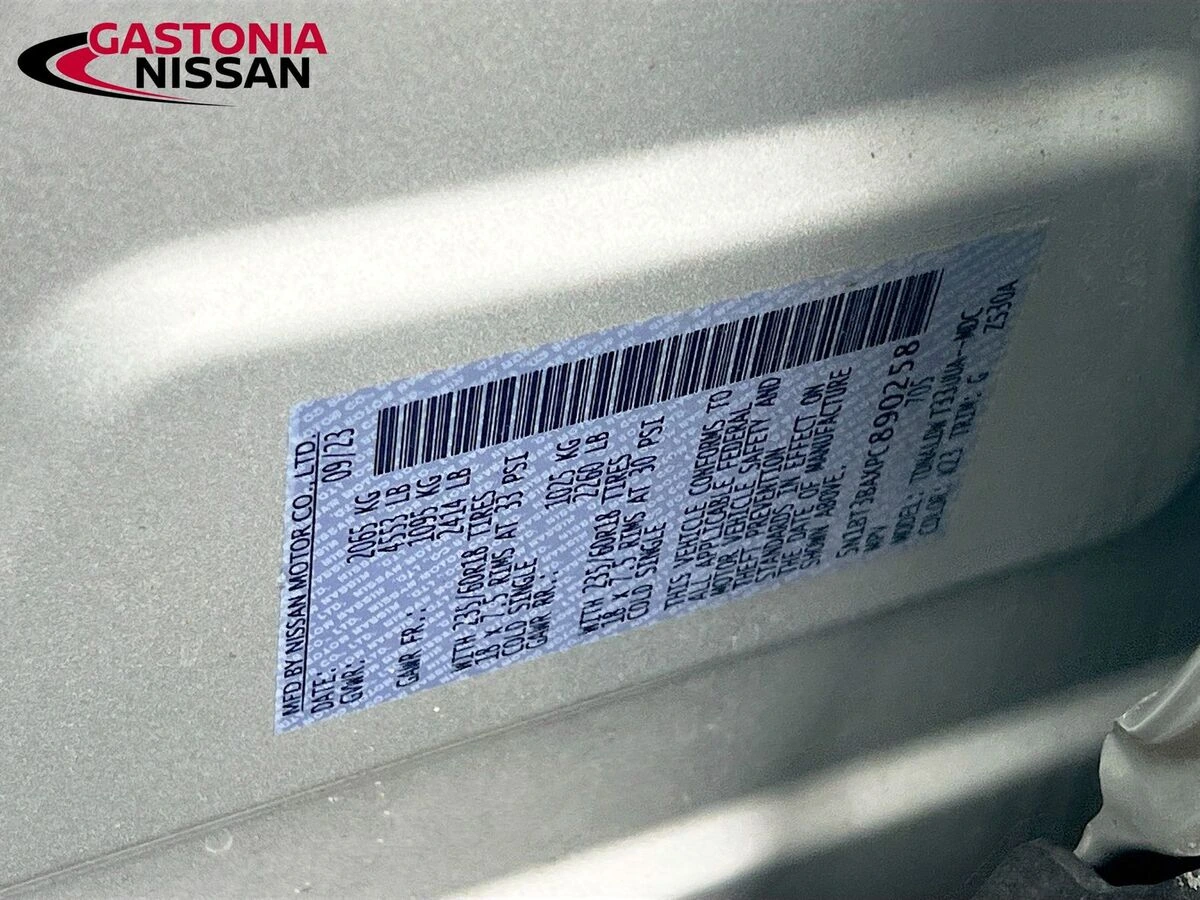 GASTONIA
NISSAN
MFD BY NISSAN MOTOR CO., LTD.
DATE: 09/23
GVWR: 2065 KG
4553 LB
GAWR FR.: 1095 KG
2414 LB
WITH 235/60R18 TIRES
18 X 7.5 RIMS AT 33 PSI
COLD SINGLE
GAWR RR.: 1025 KG
2260 LB
WITH 235/60R18 TIRES
18 X 7.5 RIMS AT 30 PSI
COLD SINGLE
THIS VEHICLE CONFORMS TO
ALL APPLICABLE FEDERAL
MOTOR VEHICLE SAFETY AND
THEFT PREVENTION
STANDARDS IN EFFECT ON
THE DATE OF MANUFACTURE
SHOWN ABOVE.
5N1BT3BAXPC890258
MPV 705
MODEL: 
COLOR: G
TRIM: G ZS30A